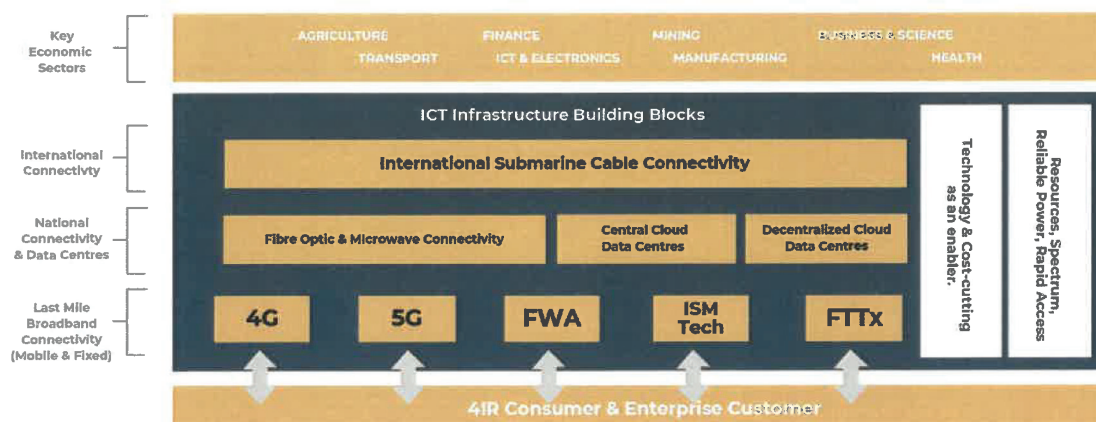 Key
Economic
Sectors
AGRICULTURE
FINANCE
MINING
BUSINESS & SCIENCE
TRANSPORT
ICT & ELECTRONICS
MANUFACTURING
HEALTH
ICT Infrastructure Building Blocks
International
Connectivty
International Submarine Cable Connectivity
National
Connectivity
& Data Centres
Fibre Optic & Microwave Connectivity
Central Cloud
Data Centres
Decentralized Cloud
Data Centres
Last Mile
Broadband
Connectivity
(Mobile & Fixed)
4G
5G
FWA
ISM
Tech
FTTx
Technology & Cost-cutting
as an enabler.
Resources, Spectrum,
Reliable Power, Rapid Access
4IR Consumer & Enterprise Customer